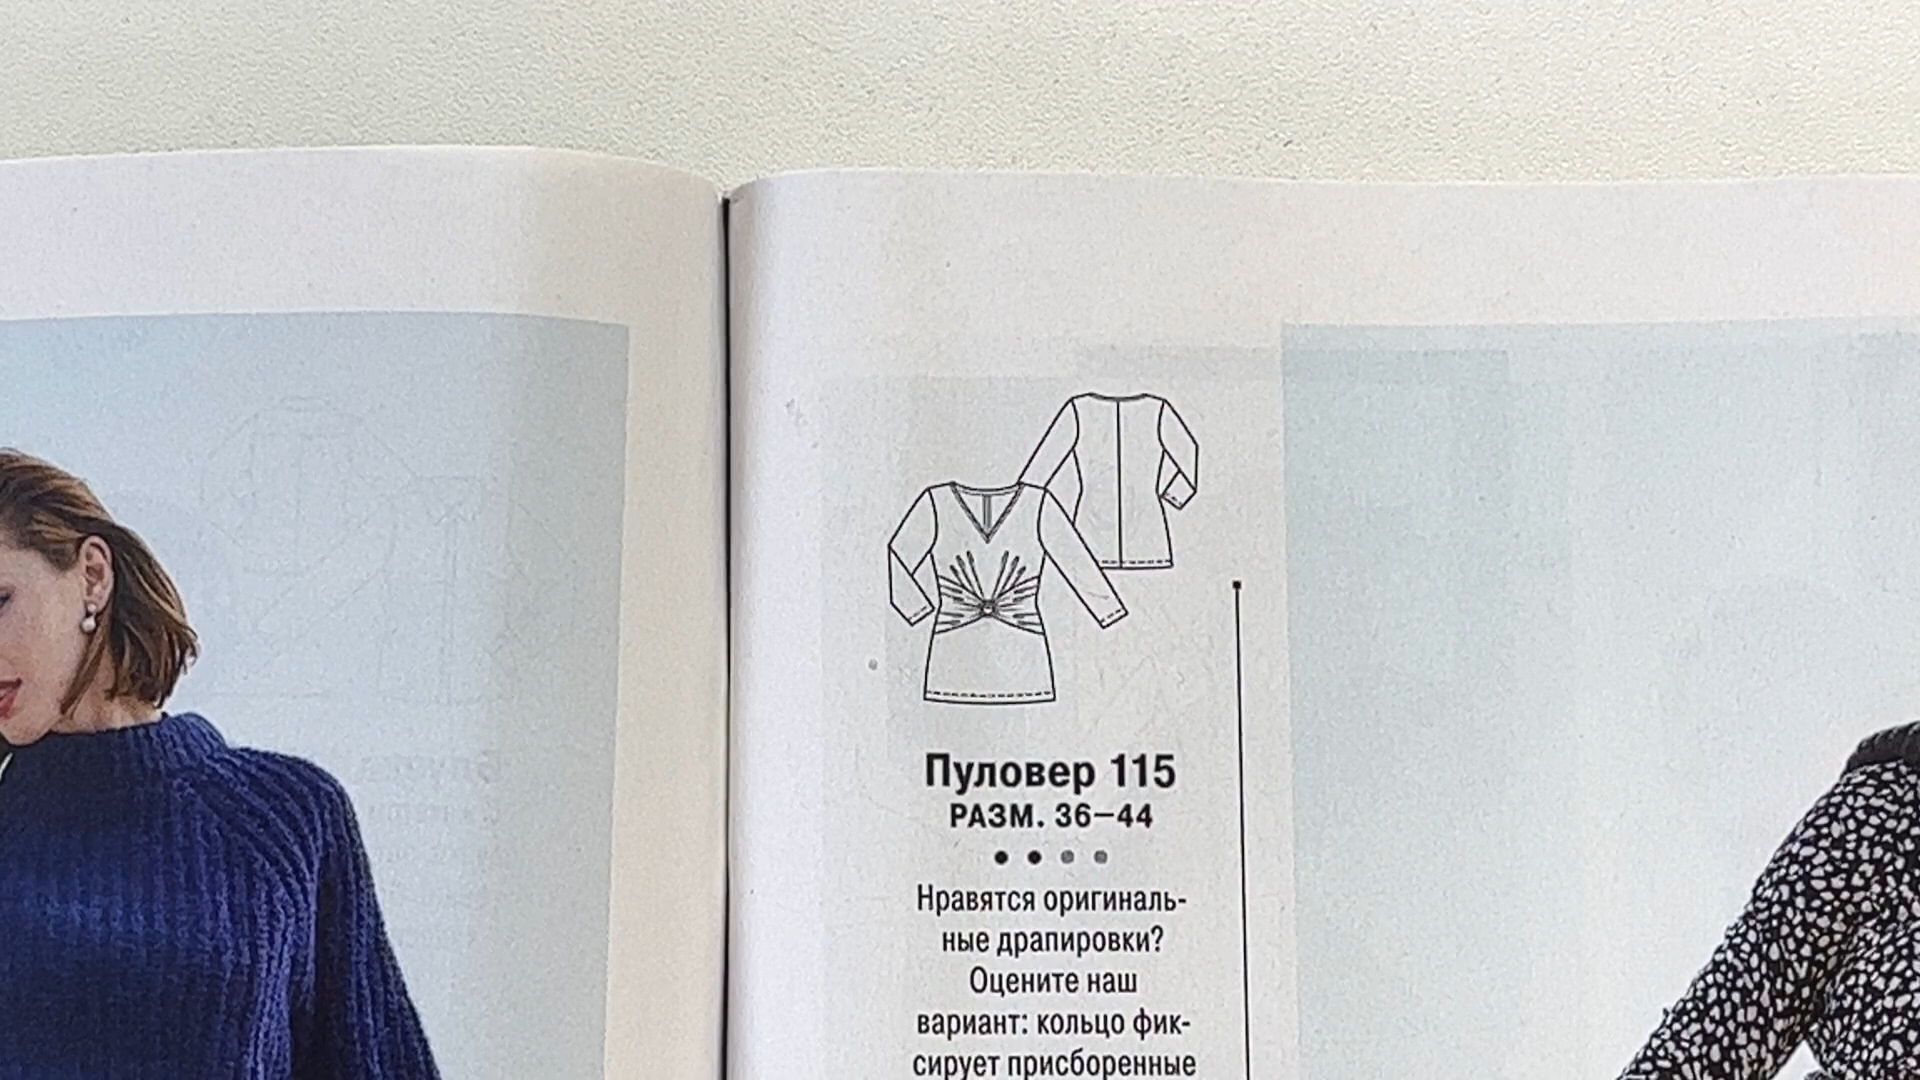 Пуловер 115
РАЗМ. 36–44
Нравятся оригиналь-
ные драпировки?
Оцените наш
вариант: кольцо фик-
сирует присборенные